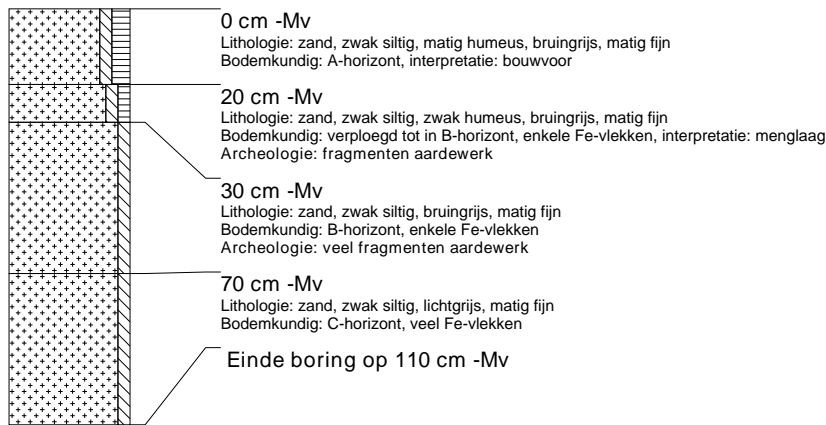 0 cm -Mv
Lithologie: zand, zwak siltig, matig humeus, bruingrijs, matig fijn
Bodemkundig: A-horizont, interpretatie: bouwvoor
20 cm -Mv
Lithologie: zand, zwak siltig, zwak humeus, bruingrijs, matig fijn
Bodemkundig: verploegd tot in B-horizont, enkele Fe-vlekken, interpretatie: menglaag
Archeologie: fragmenten aardewerk
30 cm -Mv
Lithologie: zand, zwak siltig, bruingrijs, matig fijn
Bodemkundig: B-horizont, enkele Fe-vlekken
Archeologie: veel fragmenten aardewerk
70 cm -Mv
Lithologie: zand, zwak siltig, lichtgrijs, matig fijn
Bodemkundig: C-horizont, veel Fe-vlekken
Einde boring op 110 cm -Mv